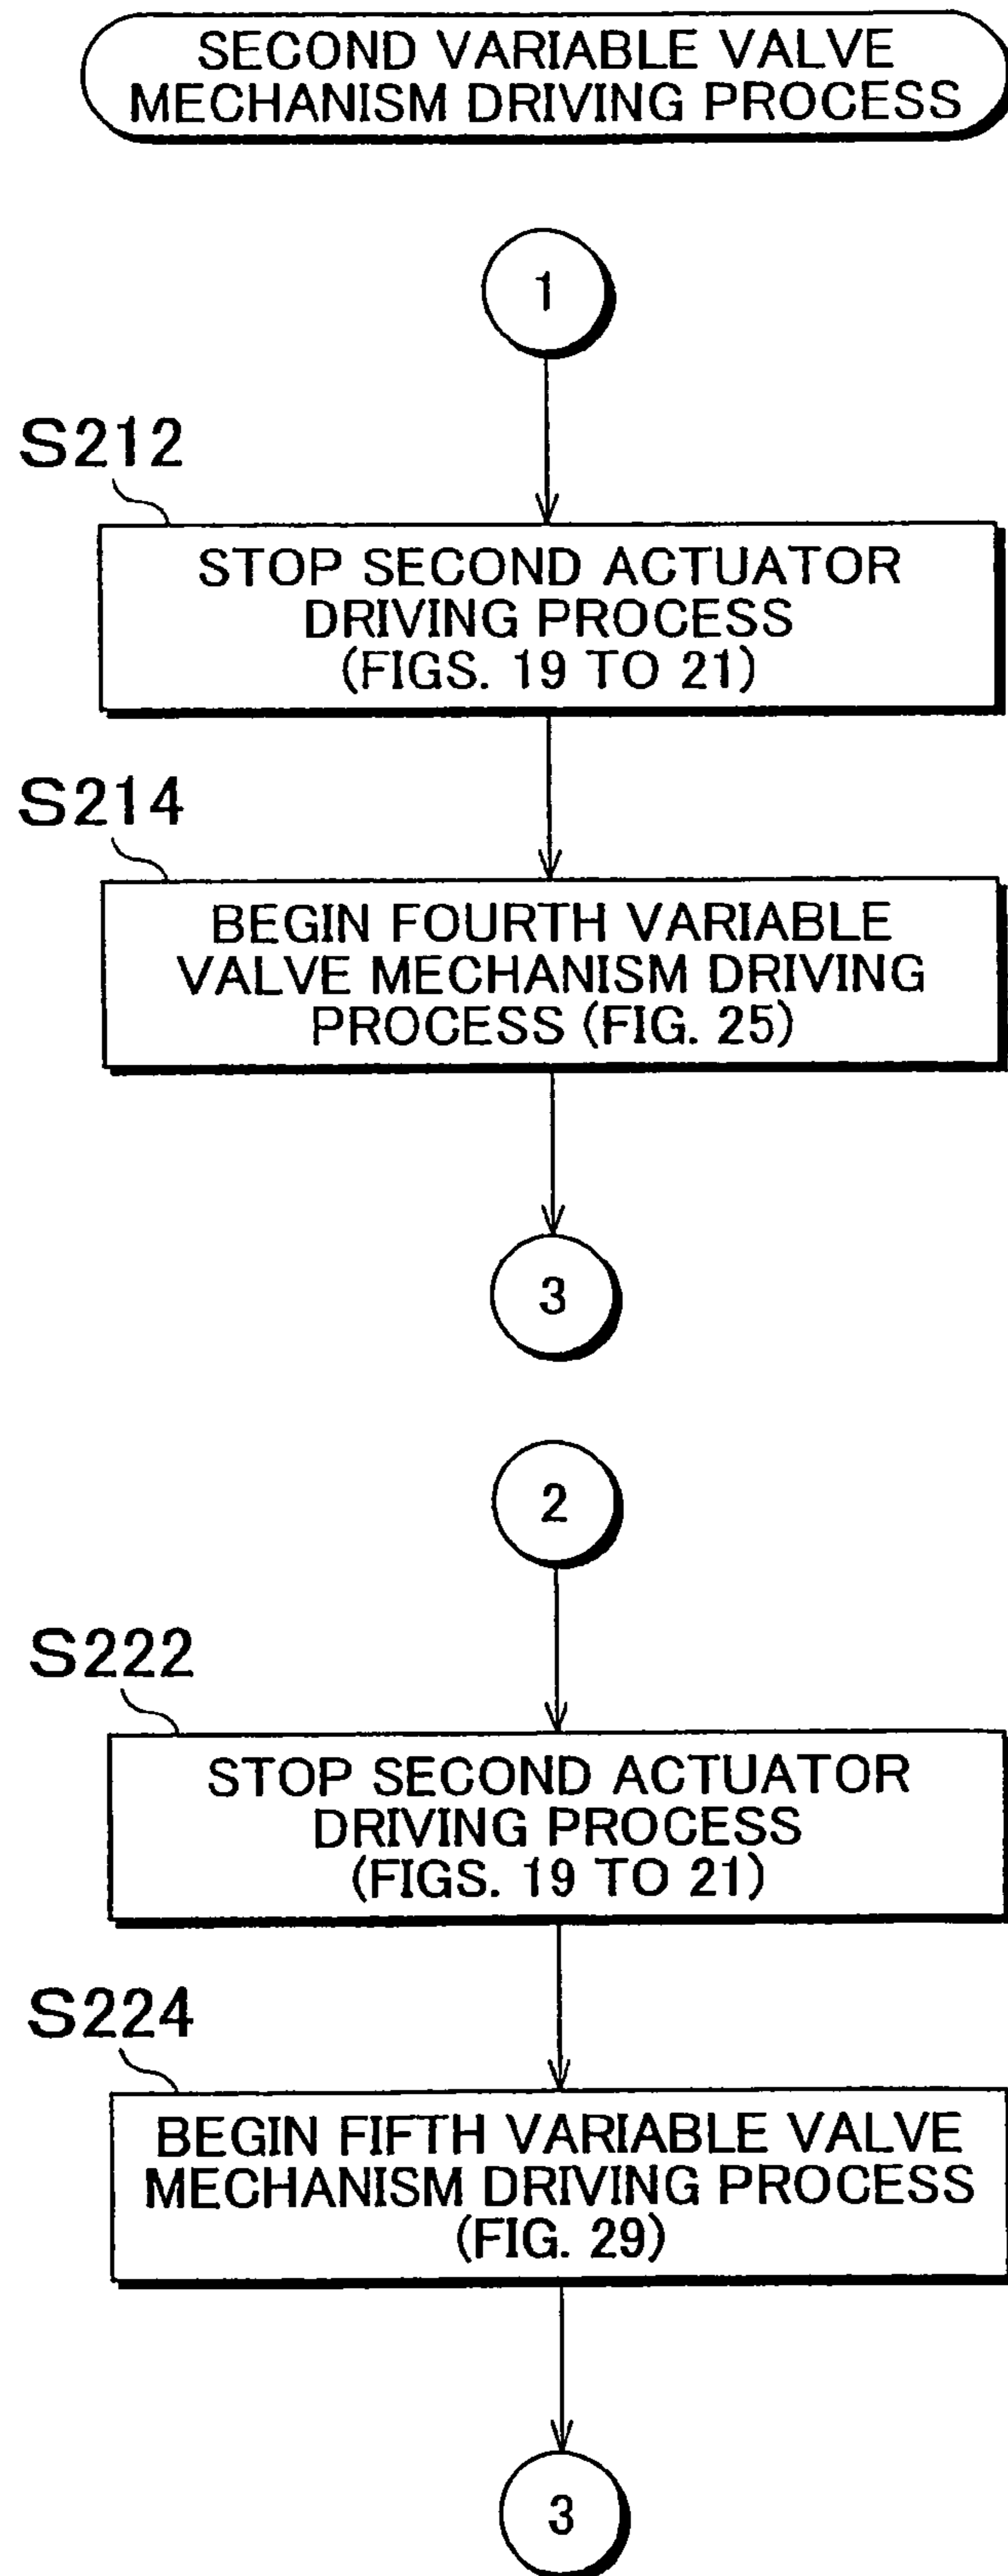 SECOND VARIABLE VALVE
MECHANISM DRIVING PROCESS
1
S212
STOP SECOND ACTUATOR
DRIVING PROCESS
(FIGS. 19 TO 21)
S214
BEGIN FOURTH VARIABLE
VALVE MECHANISM DRIVING
PROCESS (FIG. 25)
3
2
S222
STOP SECOND ACTUATOR
DRIVING PROCESS
(FIGS. 19 TO 21)
S224
BEGIN FIFTH VARIABLE VALVE
MECHANISM DRIVING PROCESS
(FIG. 29)
3